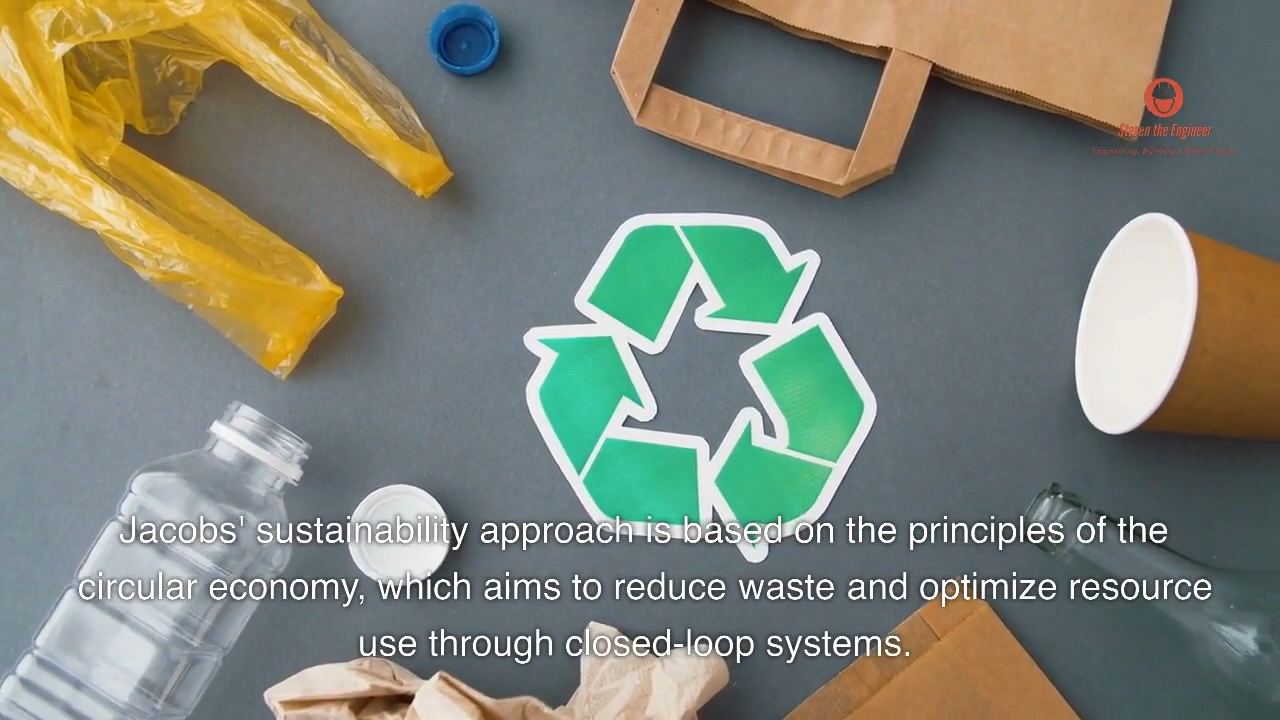 Steven the Engineer
Jacobs' sustainability approach is based on the principles of the
circular economy, which aims to reduce waste and optimize resource
use through closed-loop systems.